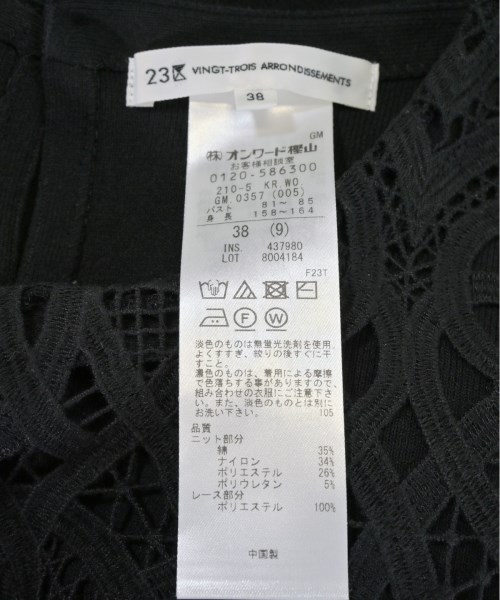 23区 VINGT-TROIS ARRONDISSEMENTS
38
GM
㈱オンワード樫山
お客様相談室
0120-586300
210-5 KR.WO.
GM.0357 (005)
バスト 81～ 85
身長 158～164
38 (9)
INS. 437980
LOT 8004184
F23T
F W
淡色のものは無蛍光洗剤を使用、
よくすすぎ、絞りの後すぐに干
すこと。
濃色のものは、着用による摩擦
で色落ちする事がありますので、
組み合わせの衣服にご注意下さ
い。また、淡色のものとは別に
お洗い下さい。 105
品質
ニット部分
綿 35%
ナイロン 34%
ポリエステル 26%
ポリウレタン 5%
レース部分
ポリエステル 100%
中国製